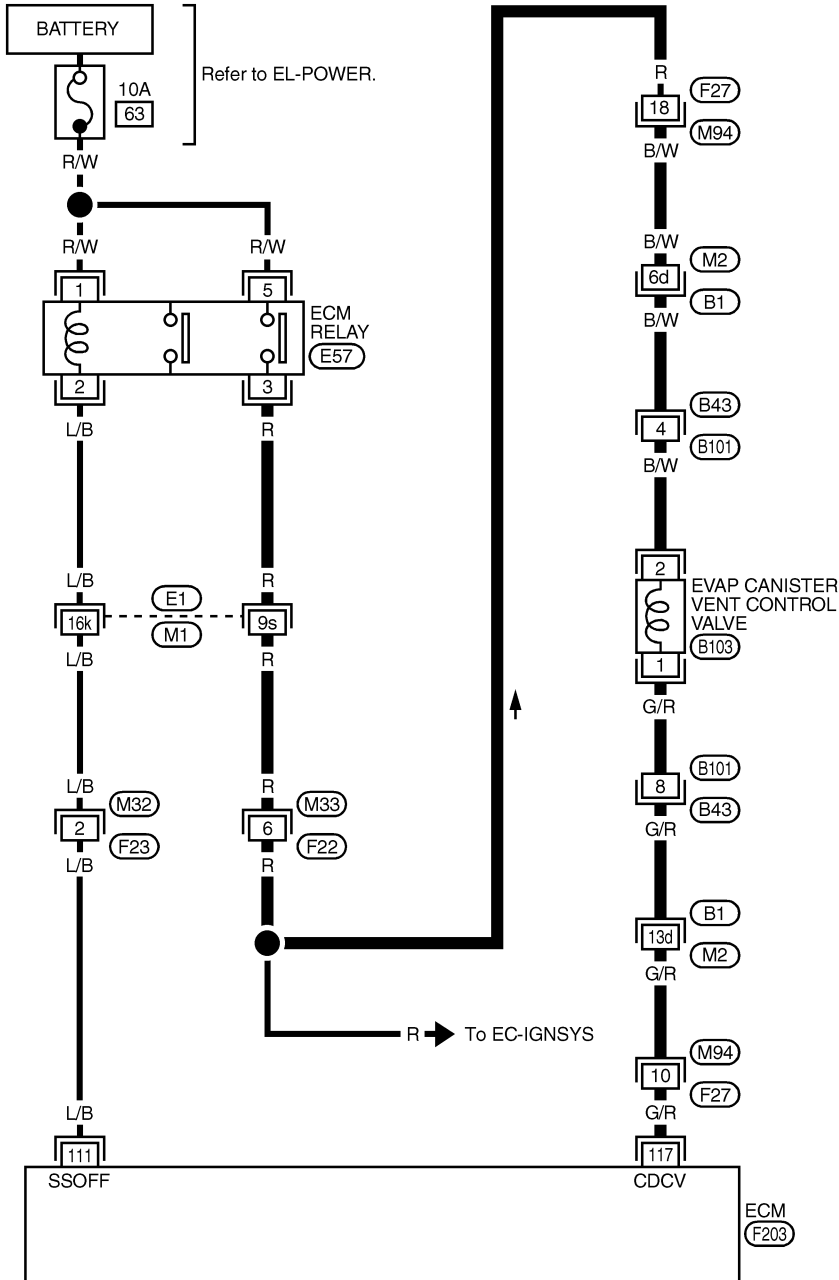 BATTERY
Refer to EL-POWER.
10A
63
R/W
R/W
R/W
1
5
ECM
RELAY
E57
2
3
L/B
R
L/B
R
E1
16k
9s
M1
L/B
R
L/B
R
M32
M33
2
6
F23
F22
L/B
R
R
To EC-IGNSYS
L/B
111
SSOFF
R
F27
18
M94
B/W
B/W
M2
6d
B1
B/W
B43
4
B101
B/W
2
EVAP CANISTER
VENT CONTROL
VALVE
B103
1
G/R
B101
8
B43
G/R
B1
13d
M2
G/R
M94
10
F27
G/R
117
CDCV
ECM
F203